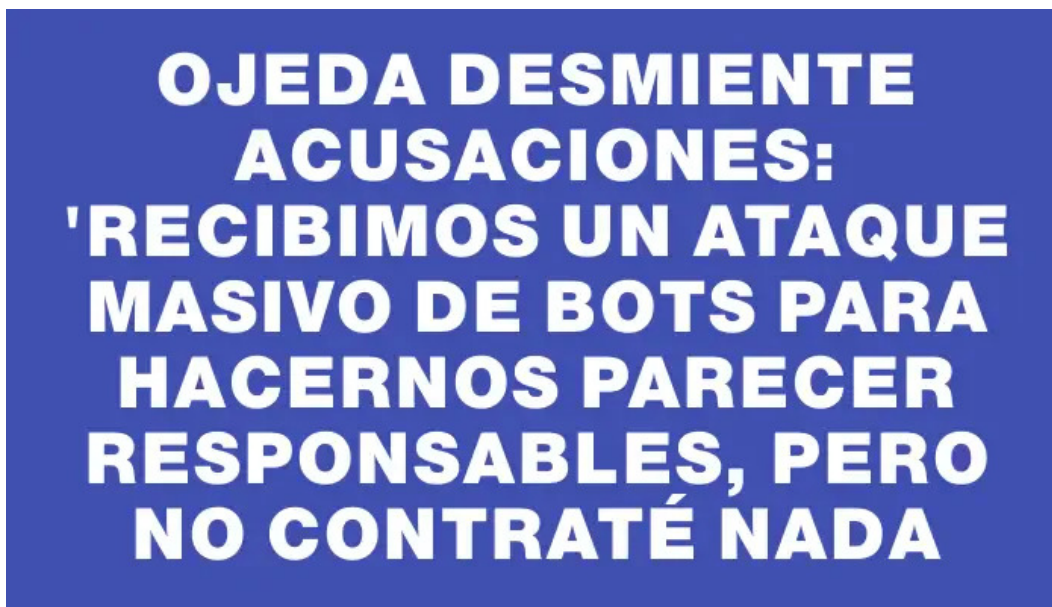 OJEDA DESMIENTE
ACUSACIONES:
'RECIBIMOS UN ATAQUE
MASIVO DE BOTS PARA
HACERNOS PARECER
RESPONSABLES, PERO
NO CONTRATÉ NADA